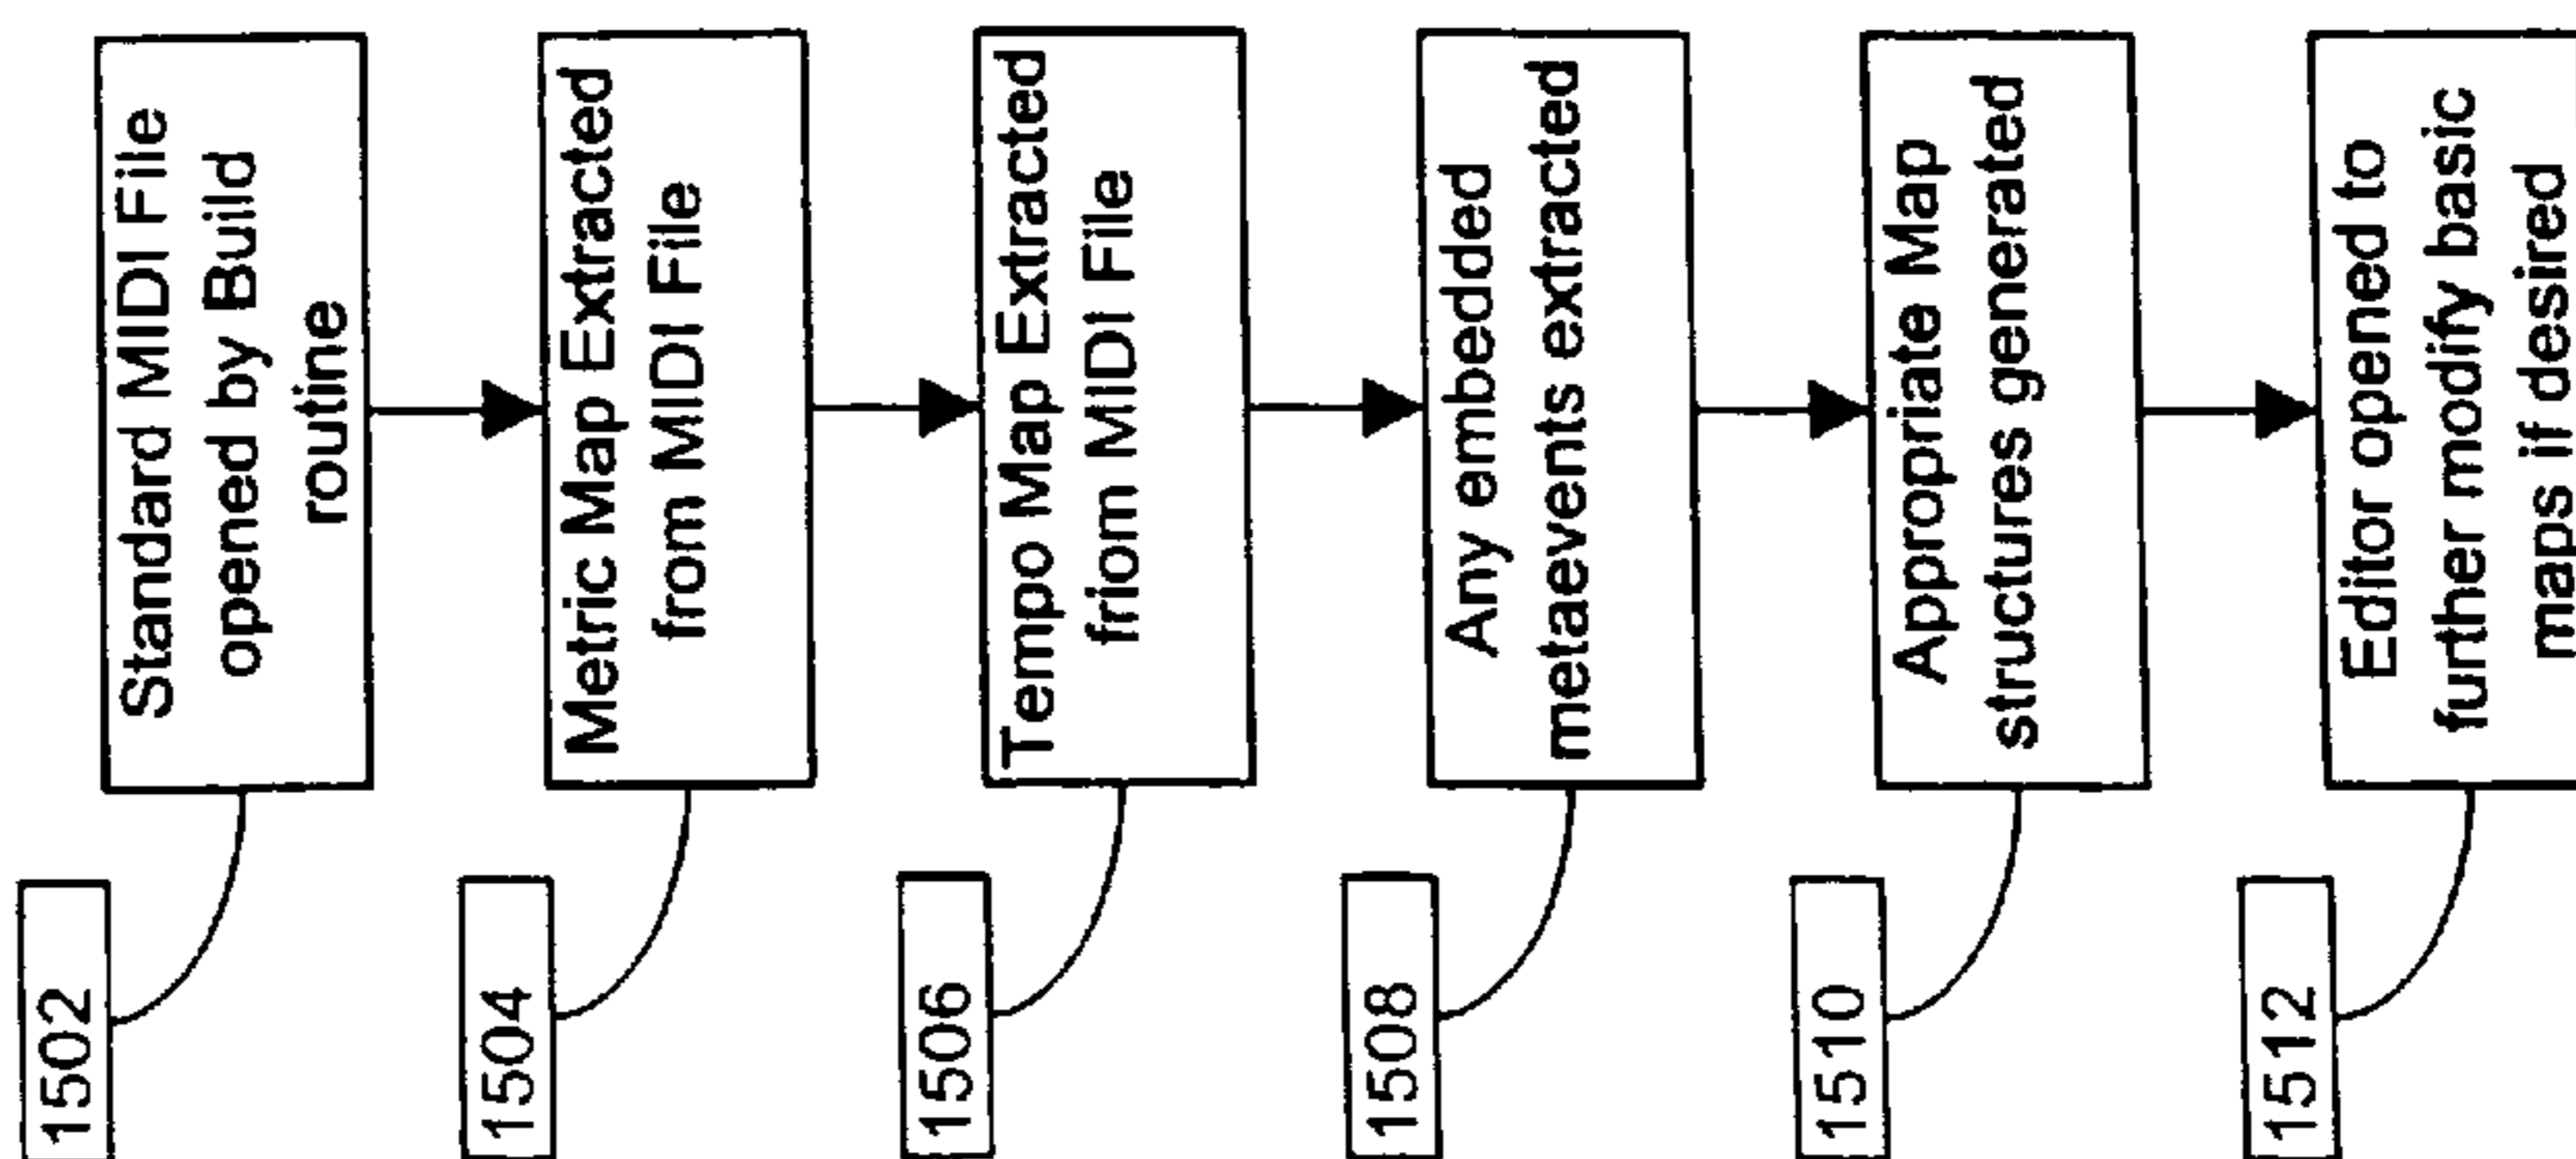 1502
Standard MIDI File
opened by Build
routine
1504
Metric Map Extracted
from MIDI File
1506
Tempo Map Extracted
friom MIDI File
1508
Any embedded
metaevents extracted
1510
Appropriate Map
structures generated
1512
Editor opened to
further modify basic
maps if desired